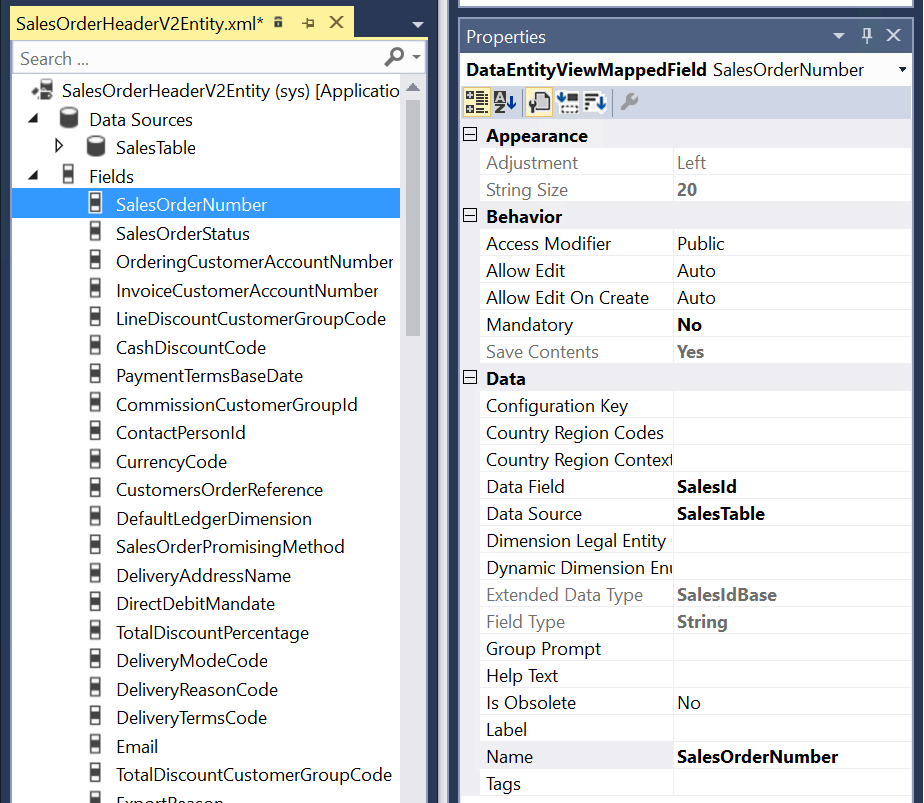 SalesOrderHeaderV2Entity.xml*
Search ...
SalesOrderHeaderV2Entity (sys) [Applicatio
Data Sources
SalesTable
Fields
SalesOrderNumber
SalesOrderStatus
OrderingCustomerAccountNumber
InvoiceCustomerAccountNumber
LineDiscountCustomerGroupCode
CashDiscountCode
PaymentTermsBaseDate
CommissionCustomerGroupId
ContactPersonId
CurrencyCode
CustomersOrderReference
DefaultLedgerDimension
SalesOrderPromisingMethod
DeliveryAddressName
DirectDebitMandate
TotalDiscountPercentage
DeliveryModeCode
DeliveryReasonCode
DeliveryTermsCode
Email
TotalDiscountCustomerGroupCode
ExportReason
Properties
DataEntityViewMappedField SalesOrderNumber
Appearance
Adjustment Left
String Size 20
Behavior
Access Modifier Public
Allow Edit Auto
Allow Edit On Create Auto
Mandatory No
Save Contents Yes
Data
Configuration Key
Country Region Codes
Country Region Context
Data Field SalesId
Data Source SalesTable
Dimension Legal Entity
Dynamic Dimension Enu
Extended Data Type SalesIdBase
Field Type String
Group Prompt
Help Text
Is Obsolete No
Label
Name SalesOrderNumber
Tags